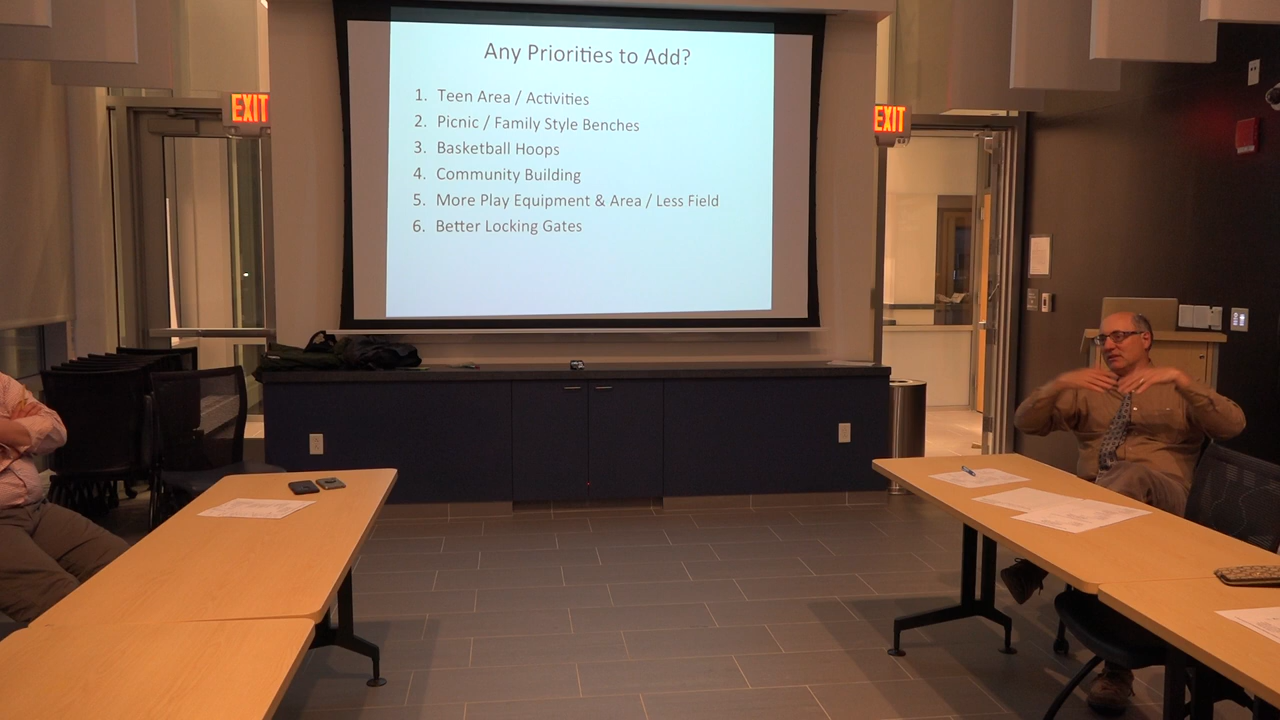 Any Priorities to Add?
1. Teen Area / Activities
2. Picnic / Family Style Benches
3. Basketball Hoops
4. Community Building
5. More Play Equipment & Area / Less Field
6. Better Locking Gates
EXIT
EXIT